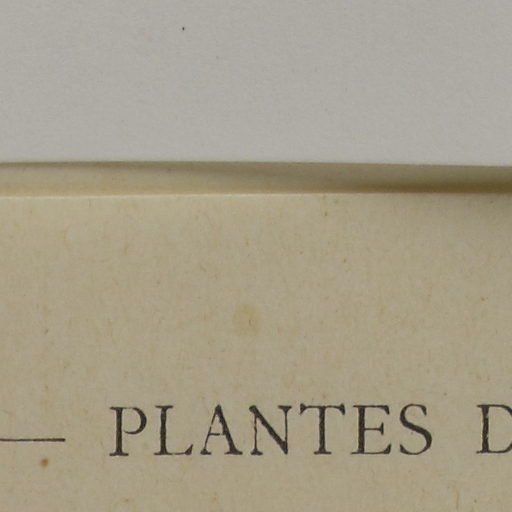 — PLANTES D